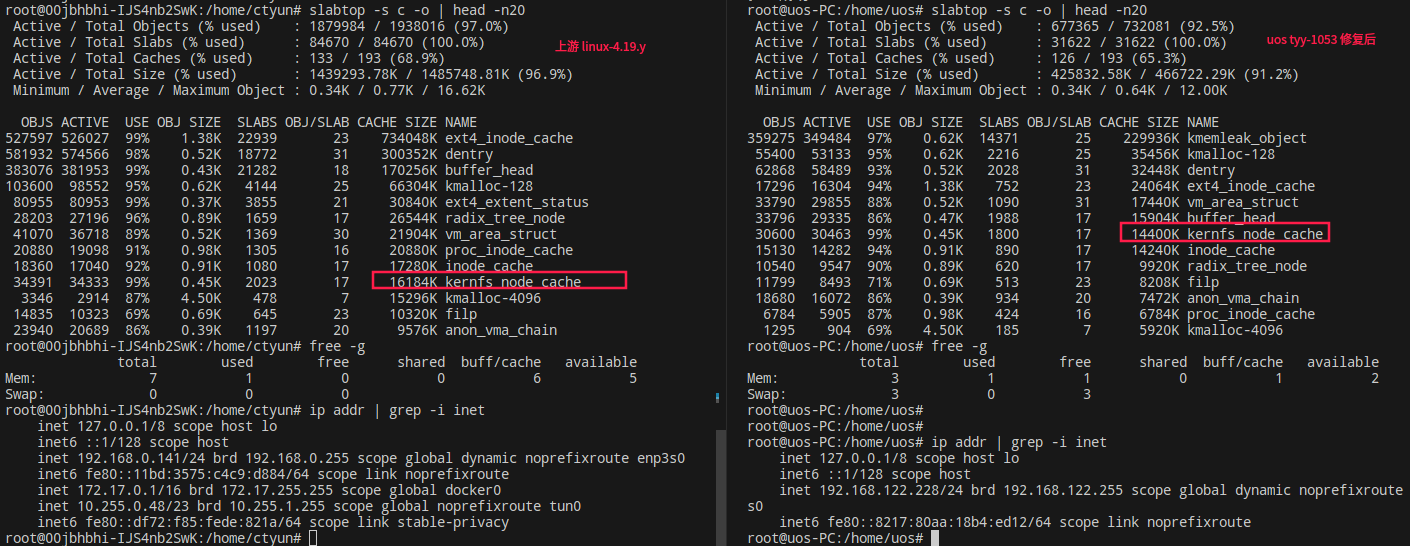 root@00jbhbhi-IJS4nb2SwK:/home/ctyun# slabtop -s c -o | head -n20
 Active / Total Objects (% used)    : 1879984 / 1938016 (97.0%)
 Active / Total Slabs (% used)      : 84670 / 84670 (100.0%)
 Active / Total Caches (% used)     : 133 / 193 (68.9%)
 Active / Total Size (% used)       : 1439293.78K / 1485748.81K (96.9%)
 Minimum / Average / Maximum Object : 0.34K / 0.77K / 16.62K
上游 linux-4.19.y
  OBJS ACTIVE  USE OBJ SIZE  SLABS OBJ/SLAB CACHE SIZE NAME
527597 526027  99%    1.38K  22939       23    734048K ext4_inode_cache
581932 574566  98%    0.52K  18772       31    300352K dentry
383076 381953  99%    0.43K  21282       18    170256K buffer_head
103600  98552  95%    0.62K   4144       25     66304K kmalloc-128
 80955  80953  99%    0.37K   3855       21     30840K ext4_extent_status
 28203  27196  96%    0.89K   1659       17     26544K radix_tree_node
 41070  36718  89%    0.52K   1369       30     21904K vm_area_struct
 20880  19098  91%    0.98K   1305       16     20880K proc_inode_cache
 18360  17040  92%    0.91K   1080       17     17280K inode_cache
 34391  34333  99%    0.45K   2023       17     16184K kernfs_node_cache
  3346   2914  87%    4.50K    478        7     15296K kmalloc-4096
 14835  10323  69%    0.69K    645       23     10320K filp
 23940  20689  86%    0.39K   1197       20      9576K anon_vma_chain
root@00jbhbhi-IJS4nb2SwK:/home/ctyun# free -g
              total        used        free      shared  buff/cache   available
Mem:              7           1           0           0           6           5
Swap:             0           0           0
root@00jbhbhi-IJS4nb2SwK:/home/ctyun# ip addr | grep -i inet
    inet 127.0.0.1/8 scope host lo
    inet6 ::1/128 scope host
    inet 192.168.0.141/24 brd 192.168.0.255 scope global dynamic noprefixroute enp3s0
    inet6 fe80::11bd:3575:c4c9:d884/64 scope link noprefixroute
    inet 172.17.0.1/16 brd 172.17.255.255 scope global docker0
    inet 10.255.0.48/23 brd 10.255.1.255 scope global noprefixroute tun0
    inet6 fe80::df72:f85:fede:821a/64 scope link stable-privacy
root@00jbhbhi-IJS4nb2SwK:/home/ctyun#
root@uos-PC:/home/uos# slabtop -s c -o | head -n20
 Active / Total Objects (% used)    : 677365 / 732081 (92.5%)
 Active / Total Slabs (% used)      : 31622 / 31622 (100.0%)
 Active / Total Caches (% used)     : 126 / 193 (65.3%)
 Active / Total Size (% used)       : 425832.58K / 466722.29K (91.2%)
 Minimum / Average / Maximum Object : 0.34K / 0.64K / 12.00K
uos tyy-1053 修复后
  OBJS ACTIVE  USE OBJ SIZE  SLABS OBJ/SLAB CACHE SIZE NAME
359275 349484  97%    0.62K  14371       25    229936K kmemleak_object
 55400  53133  95%    0.62K   2216       25     35456K kmalloc-128
 62868  58489  93%    0.52K   2028       31     32448K dentry
 17296  16304  94%    1.38K    752       23     24064K ext4_inode_cache
 33790  29855  88%    0.52K   1090       31     17440K vm_area_struct
 33796  29335  86%    0.47K   1988       17     15904K buffer_head
 30600  30463  99%    0.45K   1800       17     14400K kernfs_node_cache
 15130  14282  94%    0.91K    890       17     14240K inode_cache
 10540   9547  90%    0.89K    620       17      9920K radix_tree_node
 11799   8493  71%    0.69K    513       23      8208K filp
 18680  16072  86%    0.39K    934       20      7472K anon_vma_chain
  6784   5905  87%    0.98K    424       16      6784K proc_inode_cache
  1295    904  69%    4.50K    185        7      5920K kmalloc-4096
root@uos-PC:/home/uos# free -g
              total        used        free      shared  buff/cache   available
Mem:              3           1           1           0           1           2
Swap:             3           0           3
root@uos-PC:/home/uos#
root@uos-PC:/home/uos#
root@uos-PC:/home/uos# ip addr | grep -i inet
    inet 127.0.0.1/8 scope host lo
    inet6 ::1/128 scope host
    inet 192.168.122.228/24 brd 192.168.122.255 scope global dynamic noprefixroute
s0
    inet6 fe80::8217:80aa:18b4:ed12/64 scope link noprefixroute
root@uos-PC:/home/uos#